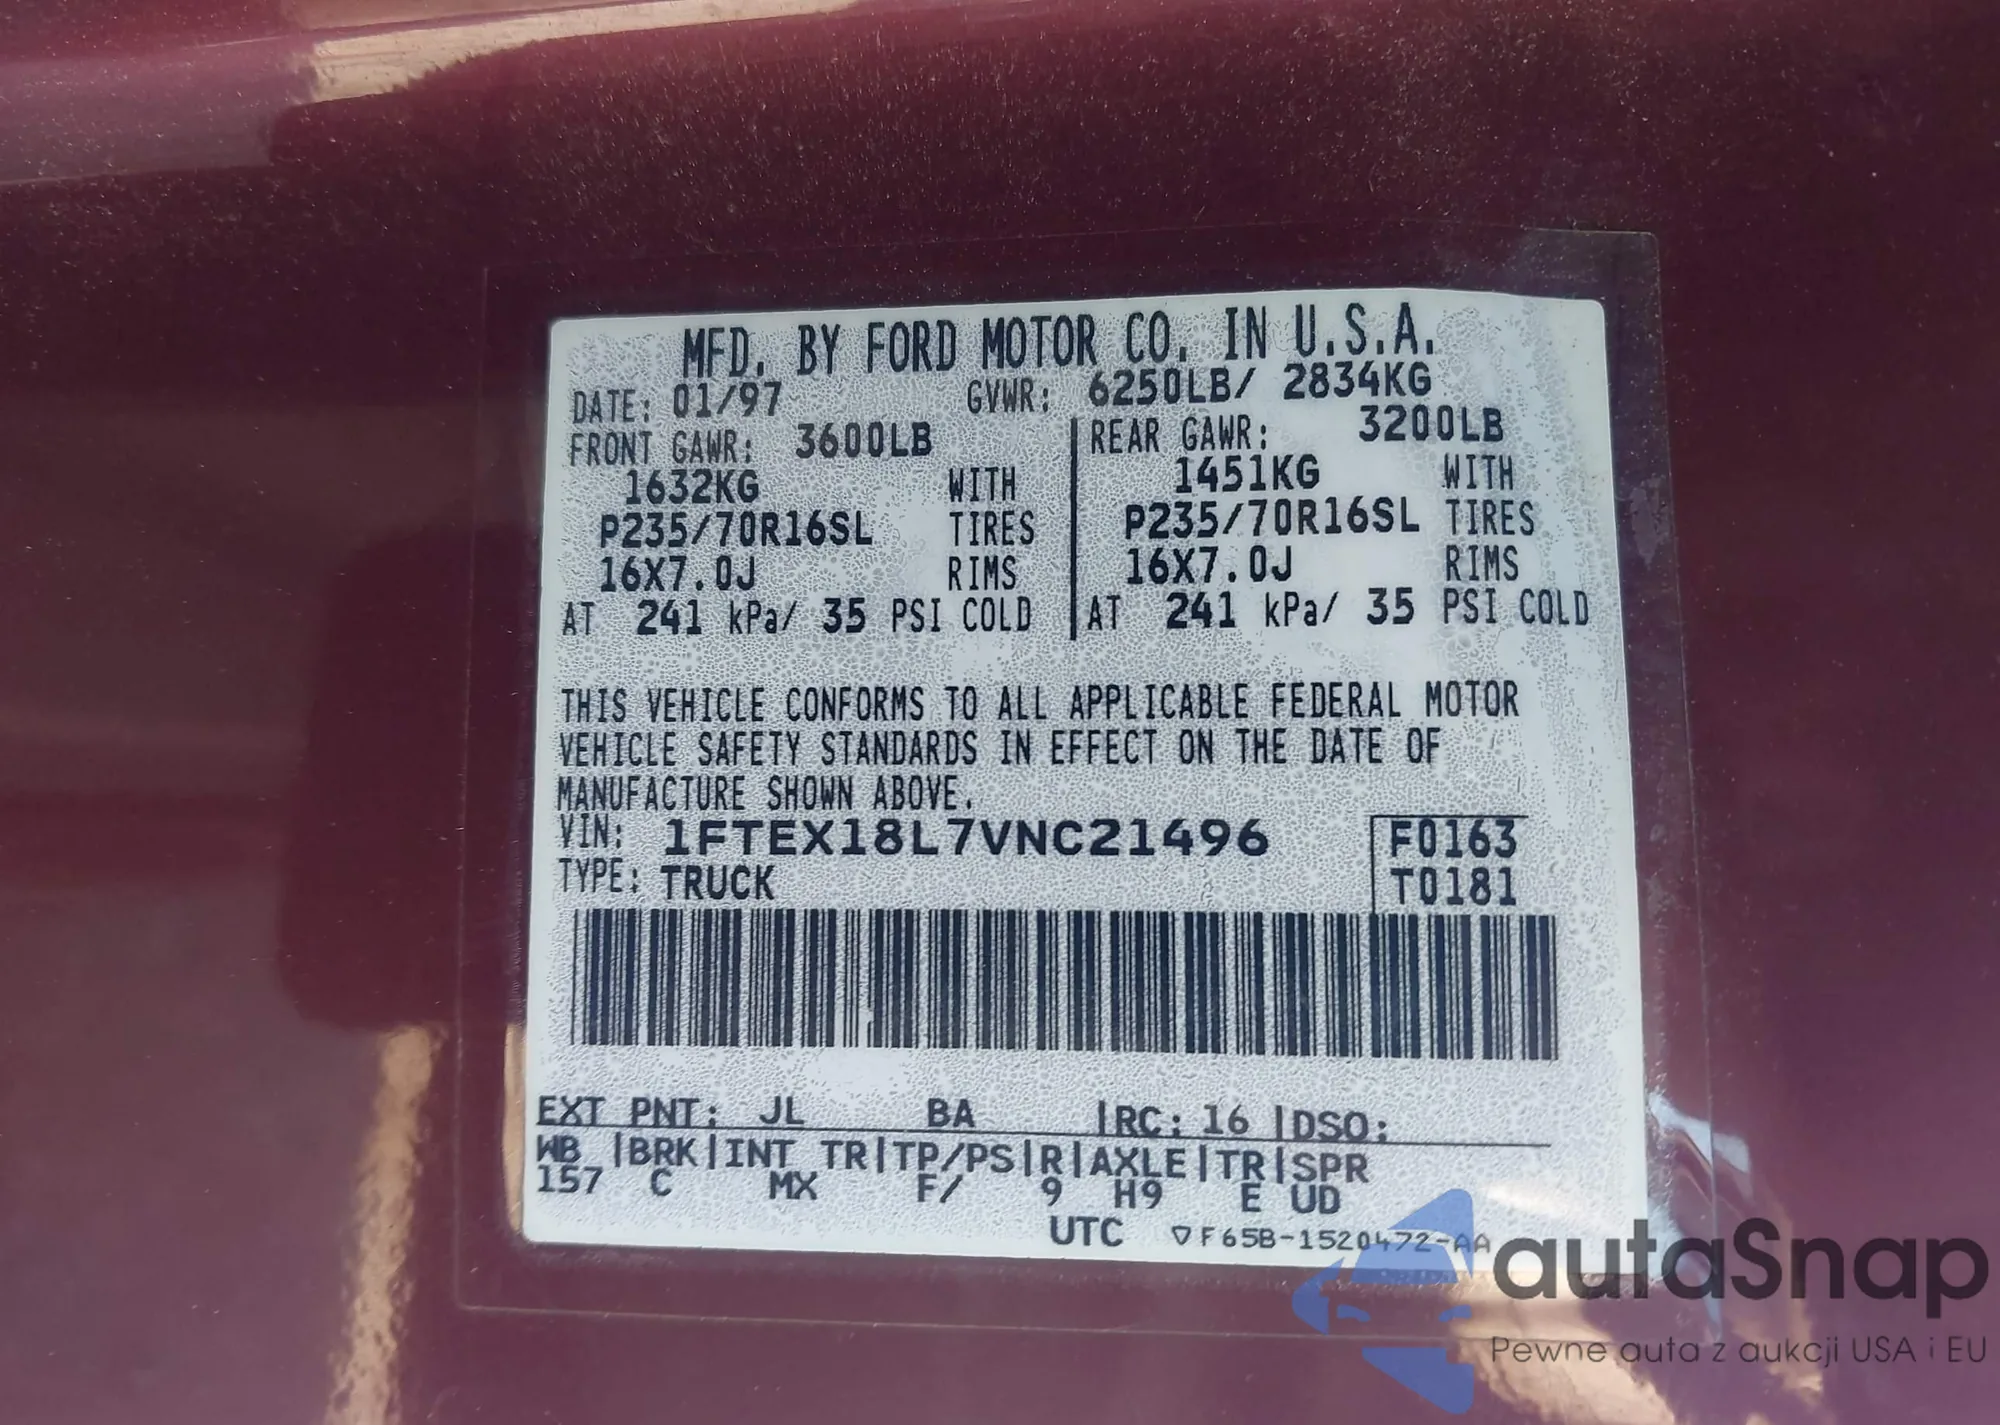 MFD. BY FORD MOTOR CO. IN U.S.A.
DATE: 01/97 GVWR: 6250LB/ 2834KG
FRONT GAWR: 3600LB REAR GAWR: 3200LB
1632KG WITH 1451KG WITH
P235/70R16SL TIRES P235/70R16SL TIRES
16X7.0J RIMS 16X7.0J RIMS
AT 241 kPa/ 35 PSI COLD AT 241 kPa/ 35 PSI COLD
THIS VEHICLE CONFORMS TO ALL APPLICABLE FEDERAL MOTOR
VEHICLE SAFETY STANDARDS IN EFFECT ON THE DATE OF
MANUFACTURE SHOWN ABOVE.
VIN: 1FTEX18L7VNC21496 F0163
TYPE: TRUCK T0181
EXT PNT: JL BA |RC: 16 |DSO:
WB |BRK|INT TR|TP/PS|R|AXLE|TR|SPR
157 C MX F/ 9 H9 E UD
UTC ▽F65B-1520472-AA
autaSnap
Pewne auta z aukcji USA i EU